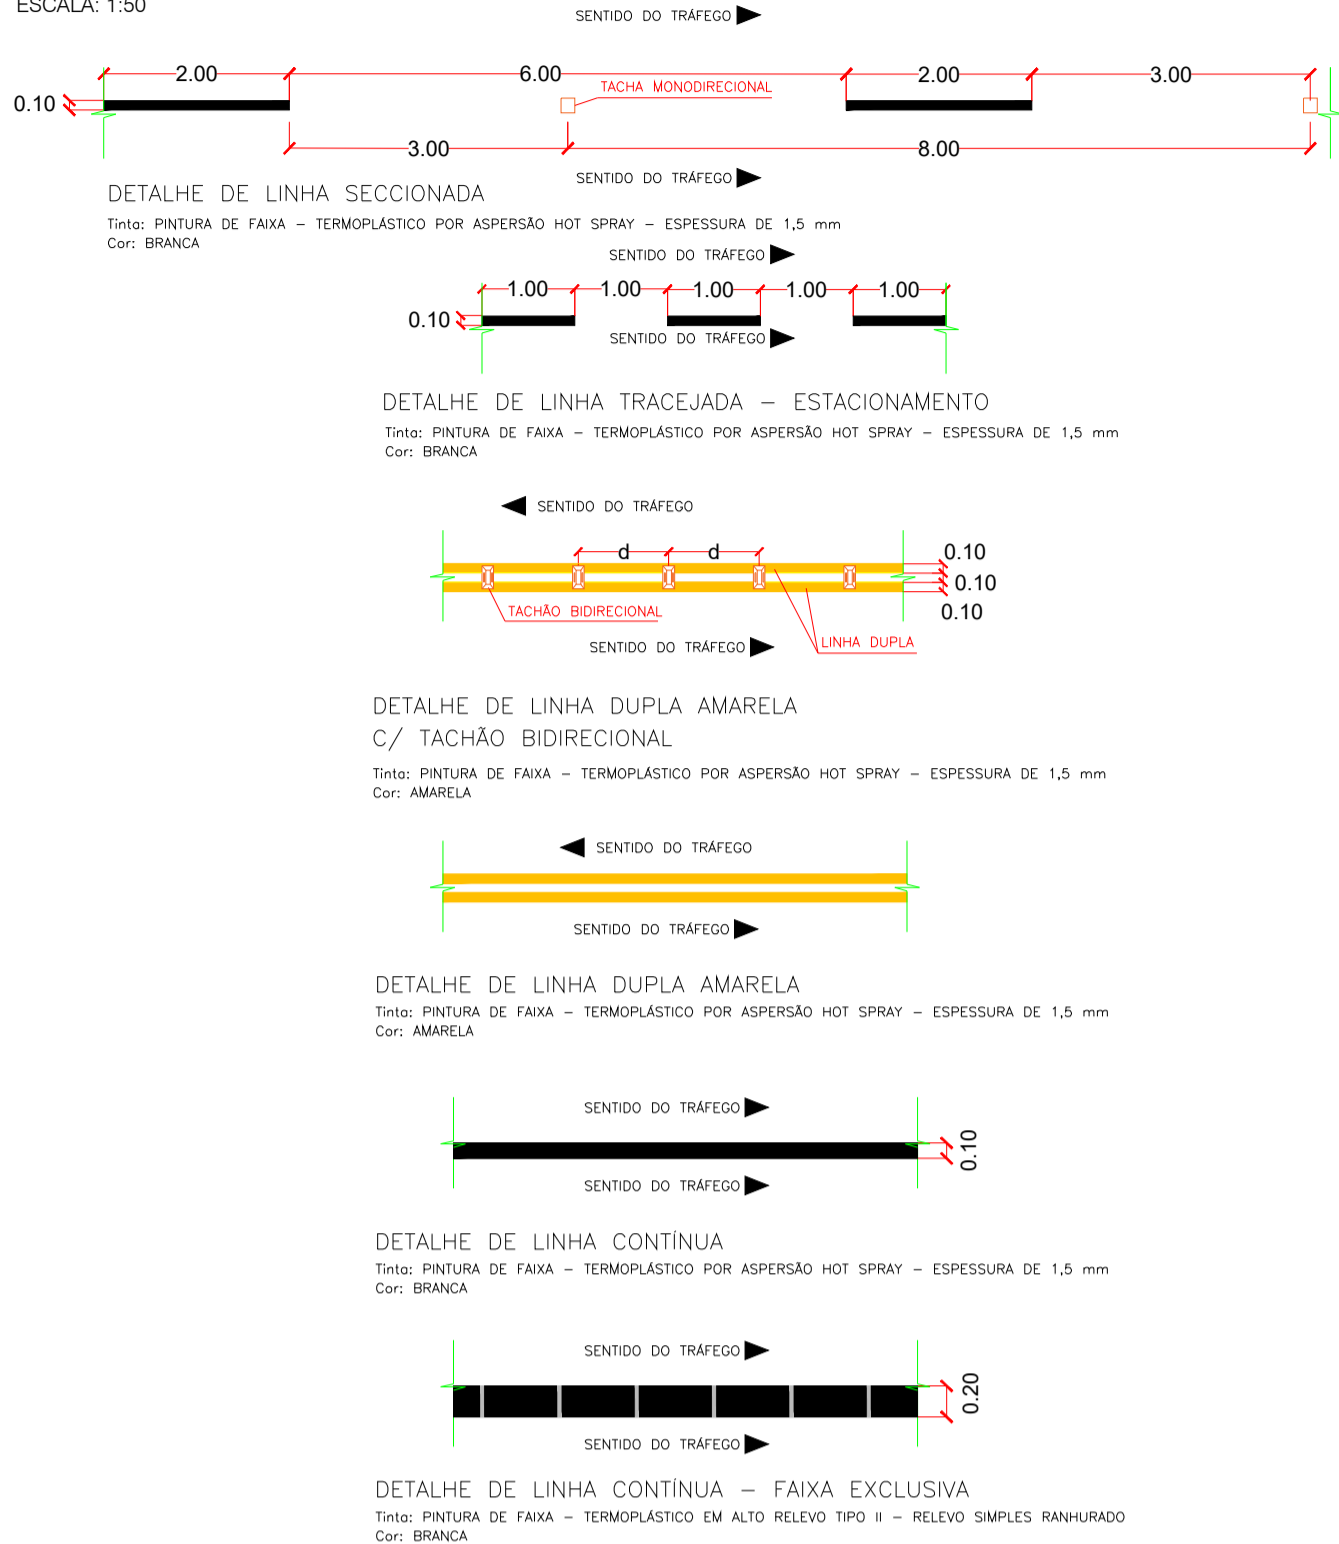 ESCALA: 1:50
SENTIDO DO TRÁFEGO
2.00 6.00 2.00 3.00
TACHA MONODIRECIONAL
0.10
3.00 8.00
SENTIDO DO TRÁFEGO
DETALHE DE LINHA SECCIONADA
Tinta: PINTURA DE FAIXA – TERMOPLÁSTICO POR ASPERSÃO HOT SPRAY – ESPESSURA DE 1,5 mm
Cor: BRANCA
SENTIDO DO TRÁFEGO
1.00 1.00 1.00 1.00 1.00
0.10
SENTIDO DO TRÁFEGO
DETALHE DE LINHA TRACEJADA – ESTACIONAMENTO
Tinta: PINTURA DE FAIXA – TERMOPLÁSTICO POR ASPERSÃO HOT SPRAY – ESPESSURA DE 1,5 mm
Cor: BRANCA
SENTIDO DO TRÁFEGO
d d
0.10
0.10
0.10
TACHÃO BIDIRECIONAL
LINHA DUPLA
SENTIDO DO TRÁFEGO
DETALHE DE LINHA DUPLA AMARELA
C/ TACHÃO BIDIRECIONAL
Tinta: PINTURA DE FAIXA – TERMOPLÁSTICO POR ASPERSÃO HOT SPRAY – ESPESSURA DE 1,5 mm
Cor: AMARELA
SENTIDO DO TRÁFEGO
SENTIDO DO TRÁFEGO
DETALHE DE LINHA DUPLA AMARELA
Tinta: PINTURA DE FAIXA – TERMOPLÁSTICO POR ASPERSÃO HOT SPRAY – ESPESSURA DE 1,5 mm
Cor: AMARELA
SENTIDO DO TRÁFEGO
0.10
SENTIDO DO TRÁFEGO
DETALHE DE LINHA CONTÍNUA
Tinta: PINTURA DE FAIXA – TERMOPLÁSTICO POR ASPERSÃO HOT SPRAY – ESPESSURA DE 1,5 mm
Cor: BRANCA
SENTIDO DO TRÁFEGO
0.20
SENTIDO DO TRÁFEGO
DETALHE DE LINHA CONTÍNUA – FAIXA EXCLUSIVA
Tinta: PINTURA DE FAIXA – TERMOPLÁSTICO EM ALTO RELEVO TIPO II – RELEVO SIMPLES RANHURADO
Cor: BRANCA